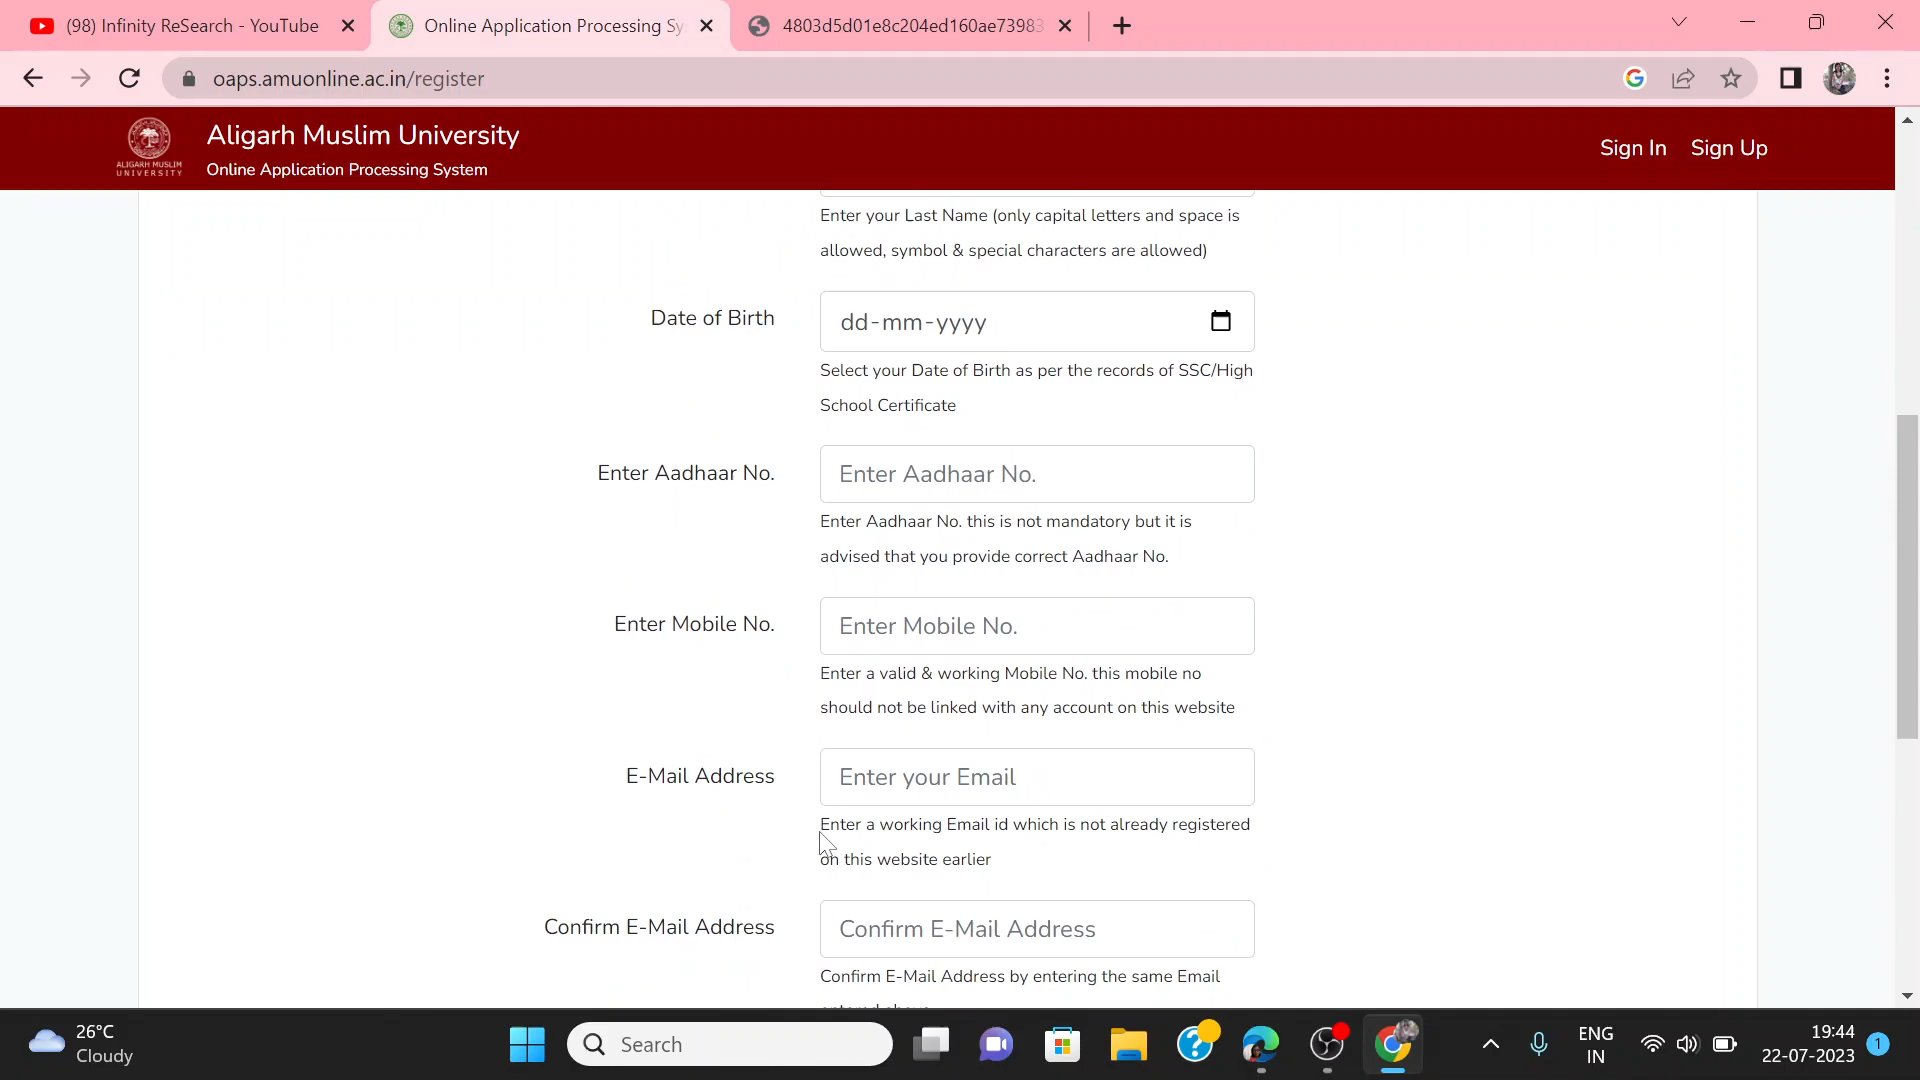 (98) Infinity ReSearch - YouTube
Online Application Processing Sy
4803d5d01e8c204ed160ae73983
oaps.amuonline.ac.in/register
ALIGARH MUSLIM
UNIVERSITY
Aligarh Muslim University
Online Application Processing System
Sign In
Sign Up
Enter your Last Name (only capital letters and space is
allowed, symbol & special characters are allowed)
Date of Birth
dd-mm-yyyy
Select your Date of Birth as per the records of SSC/High
School Certificate
Enter Aadhaar No.
Enter Aadhaar No.
Enter Aadhaar No. this is not mandatory but it is
advised that you provide correct Aadhaar No.
Enter Mobile No.
Enter Mobile No.
Enter a valid & working Mobile No. this mobile no
should not be linked with any account on this website
E-Mail Address
Enter your Email
Enter a working Email id which is not already registered
on this website earlier
Confirm E-Mail Address
Confirm E-Mail Address
Confirm E-Mail Address by entering the same Email
26°C
Cloudy
Search
ENG
IN
19:44
22-07-2023
1